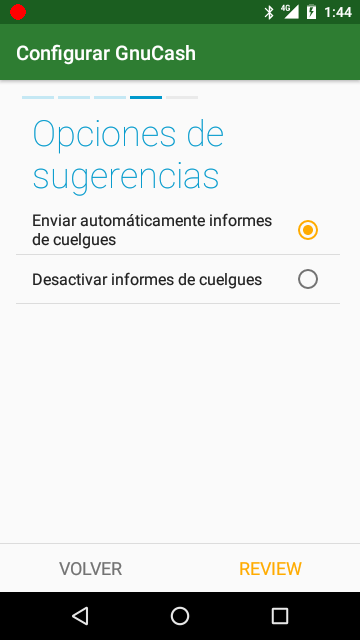 4G
1:44
Configurar GnuCash
Opciones de
sugerencias
Enviar automáticamente informes
de cuelgues
Desactivar informes de cuelgues
VOLVER
REVIEW